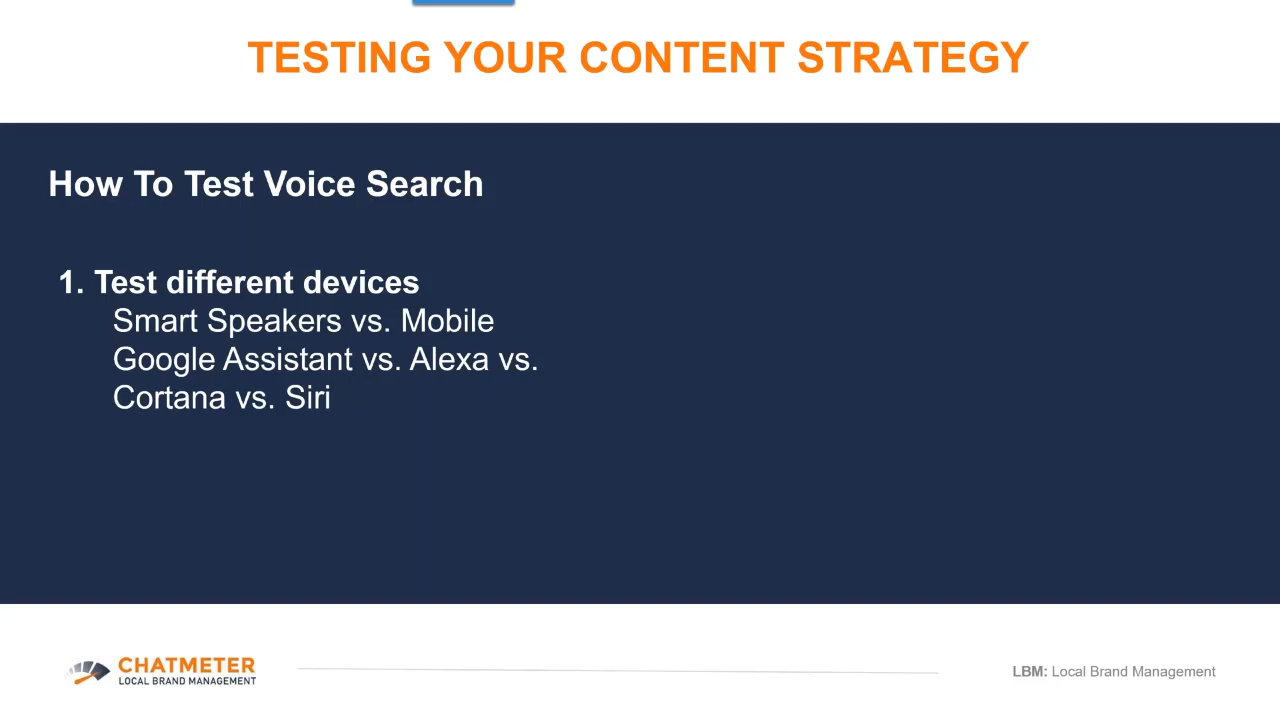 TESTING YOUR CONTENT STRATEGY
How To Test Voice Search
1. Test different devices
Smart Speakers vs. Mobile
Google Assistant vs. Alexa vs.
Cortana vs. Siri
CHATMETER
LOCAL BRAND MANAGEMENT
LBM: Local Brand Management